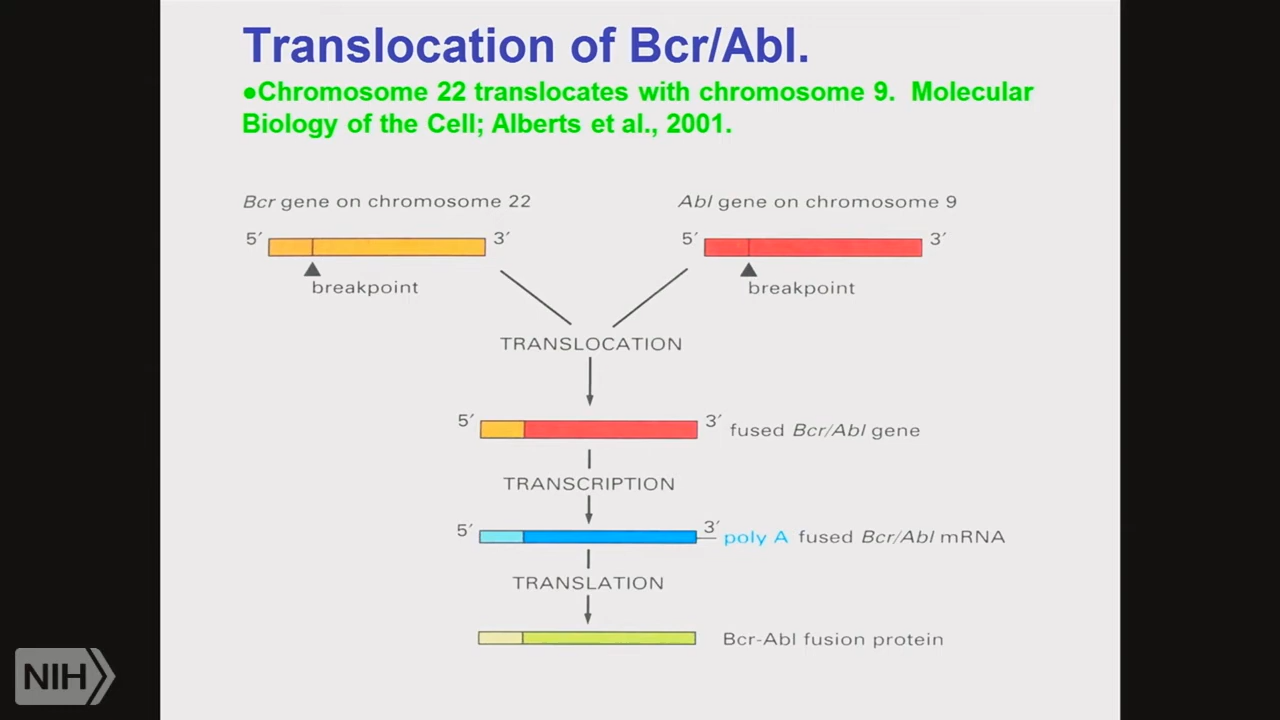 Translocation of Bcr/Abl.
●Chromosome 22 translocates with chromosome 9. Molecular
Biology of the Cell; Alberts et al., 2001.
Bcr gene on chromosome 22
Abl gene on chromosome 9
5′ 3′
5′ 3′
breakpoint
breakpoint
TRANSLOCATION
5′ 3′ fused Bcr/Abl gene
TRANSCRIPTION
5′ 3′ poly A fused Bcr/Abl mRNA
TRANSLATION
Bcr-Abl fusion protein
NIH